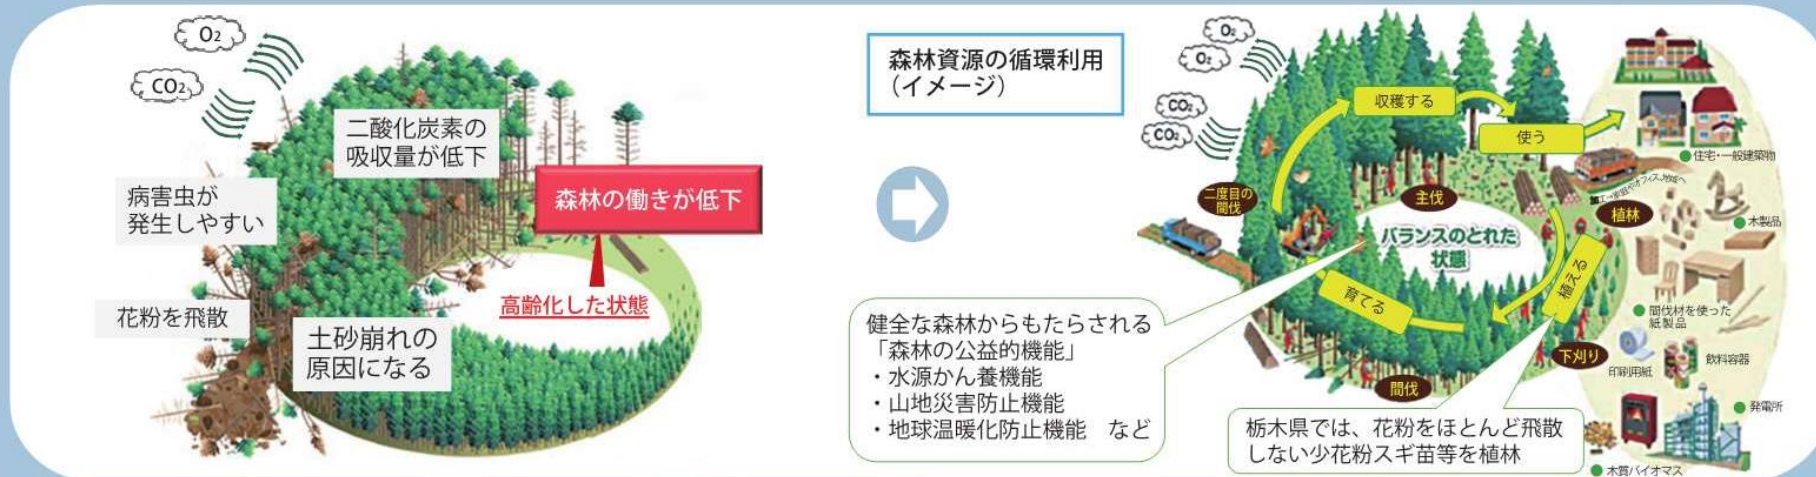 O2
CO2
二酸化炭素の
吸収量が低下
病害虫が
発生しやすい
花粉を飛散
土砂崩れの
原因になる
森林の働きが低下
高齢化した状態
森林資源の循環利用
(イメージ)
O2
O2
CO2
CO2
収穫する
使う
二度目の
間伐
主伐
植林
バランスのとれた
状態
植える
育てる
下刈り
間伐
住宅・一般建築物
木製品
間伐材を使った
紙製品
印刷用紙
飲料容器
発電所
木質バイオマス
健全な森林からもたらされる
「森林の公益的機能」
・水源かん養機能
・山地災害防止機能
・地球温暖化防止機能 など
栃木県では、花粉をほとんど飛散
しない少花粉スギ苗等を植林